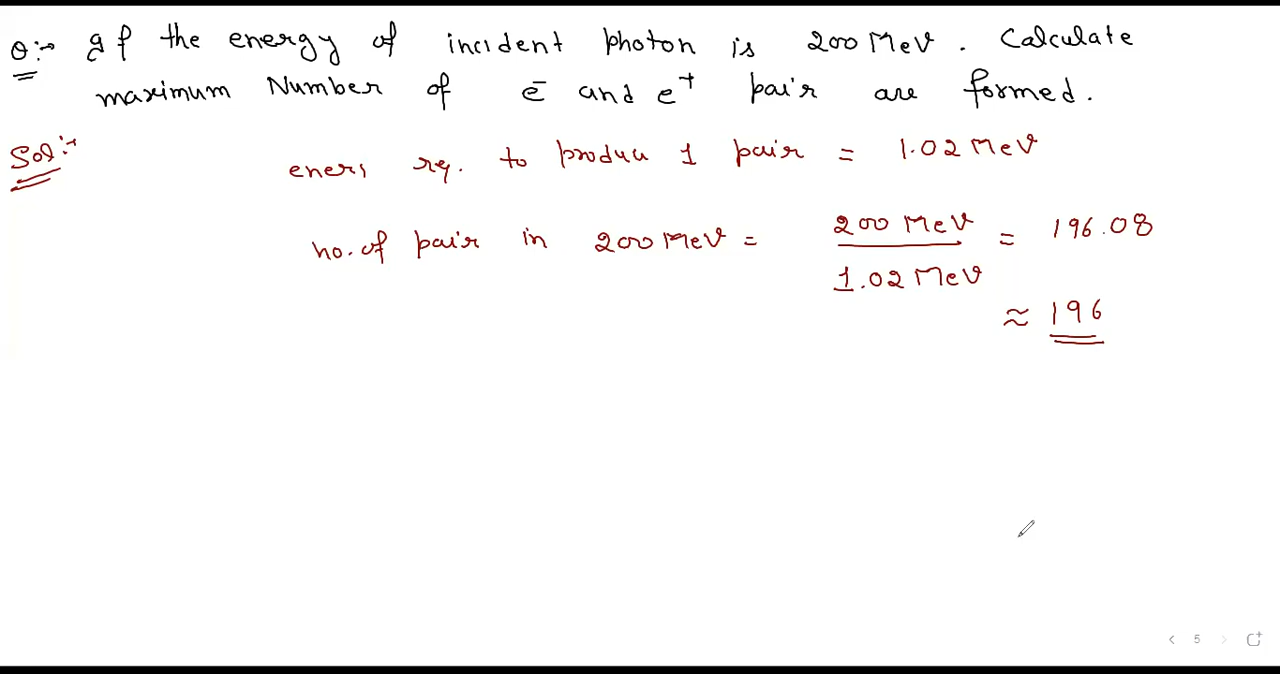 Q:- If the energy of incident photon is 200 MeV. Calculate
maximum Number of e⁻ and e⁺ pair are formed.
Sol:-
energy rq. to produce 1 pair = 1.02 MeV
no. of pair in 200 MeV = 200 MeV / 1.02 MeV = 196.08
≈ 196
5